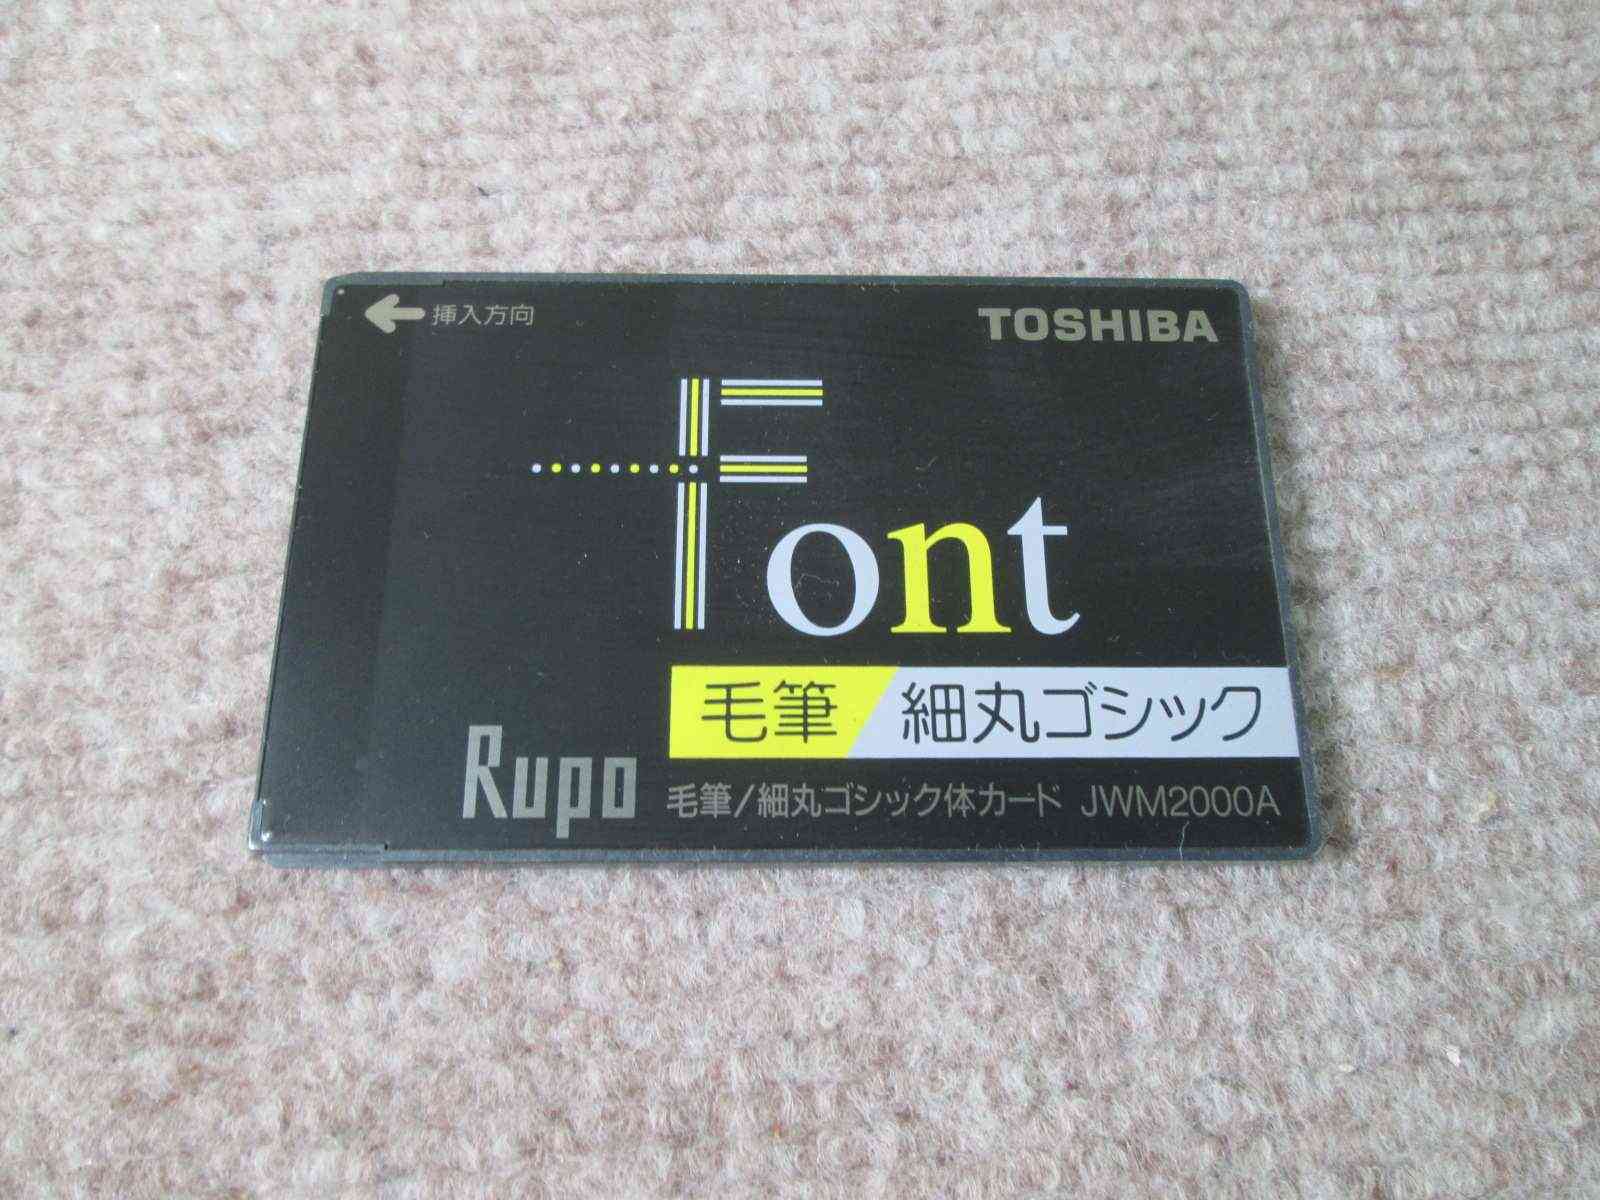 挿入方向
TOSHIBA
Font
毛筆 細丸ゴシック
Rupo
毛筆/細丸ゴシック体カード JWM2000A